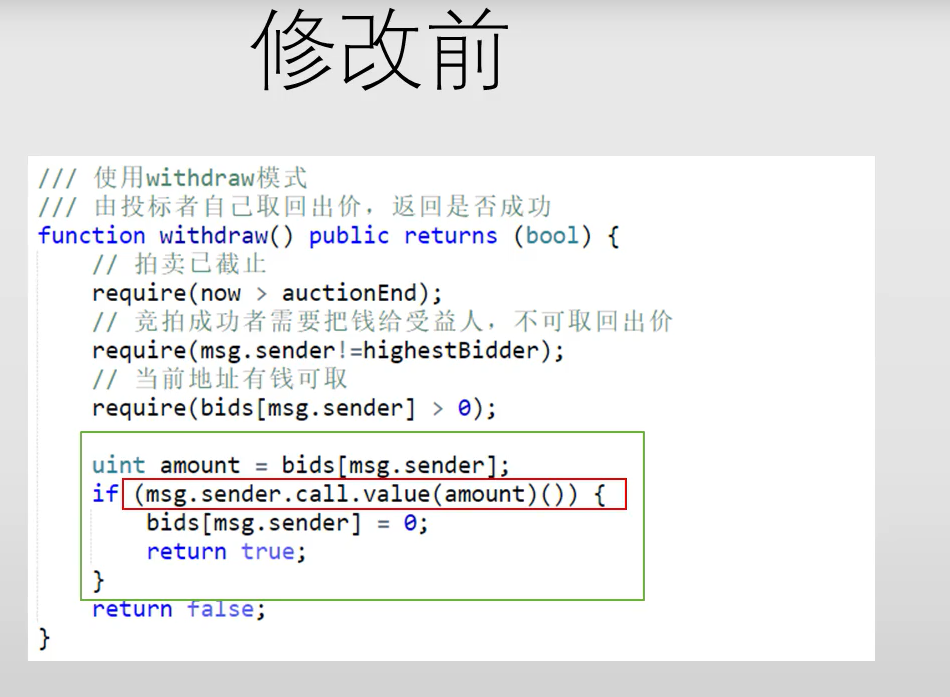 修改前
/// 使用withdraw模式
/// 由投标者自己取回出价，返回是否成功
function withdraw() public returns (bool) {
// 拍卖已截止
require(now > auctionEnd);
// 竞拍成功者需要把钱给受益人，不可取回出价
require(msg.sender!=highestBidder);
// 当前地址有钱可取
require(bids[msg.sender] > 0);
uint amount = bids[msg.sender];
if (msg.sender.call.value(amount)()) {
bids[msg.sender] = 0;
return true;
}
return false;
}